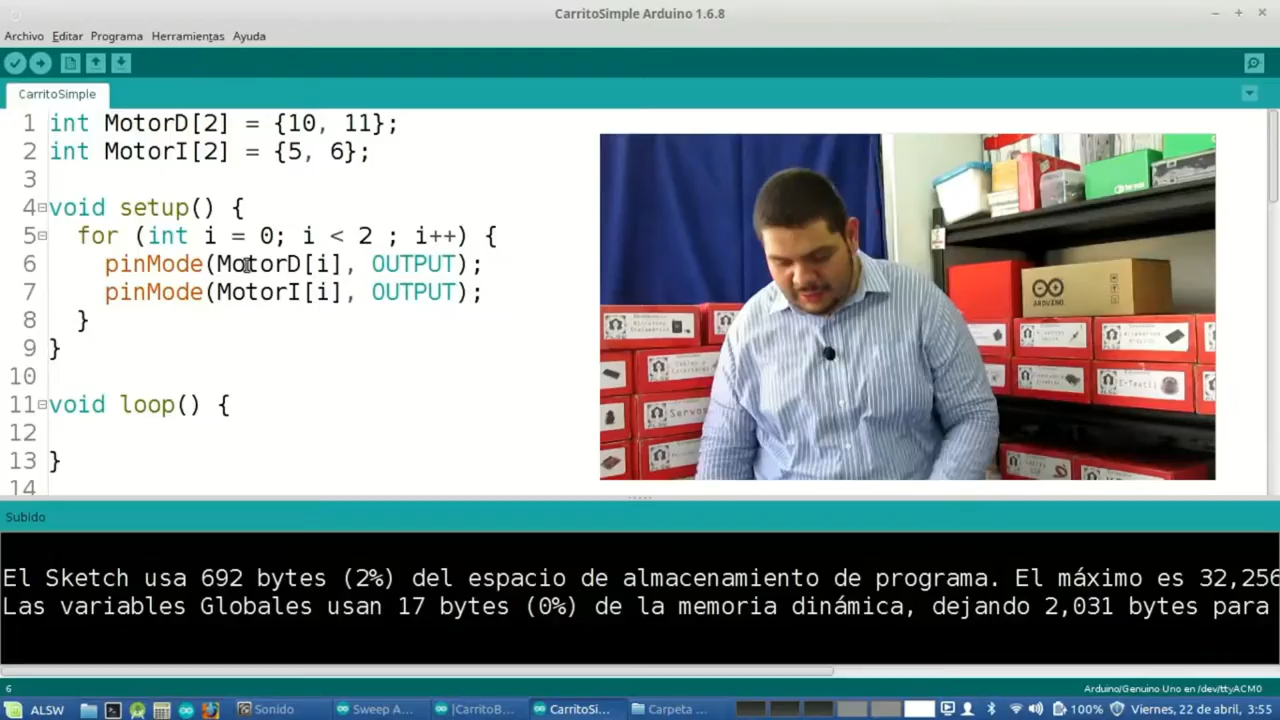 CarritoSimple Arduino 1.6.8
Archivo Editar Programa Herramientas Ayuda
CarritoSimple
1 int MotorD[2] = {10, 11};
2 int MotorI[2] = {5, 6};
3
4 void setup() {
5 for (int i = 0; i < 2 ; i++) {
6 pinMode(MotorD[i], OUTPUT);
7 pinMode(MotorI[i], OUTPUT);
8 }
9 }
10
11 void loop() {
12
13 }
14
ARDUINO
Servos
E-Textil
Subido
El Sketch usa 692 bytes (2%) del espacio de almacenamiento de programa. El máximo es 32,256
Las variables Globales usan 17 bytes (0%) de la memoria dinámica, dejando 2,031 bytes para
6
Arduino/Genuino Uno en /dev/ttyACM0
ALSW
Sonido
Sweep A...
|CarritoB...
CarritoSi...
Carpeta ...
100%
Viernes, 22 de abril, 3:55